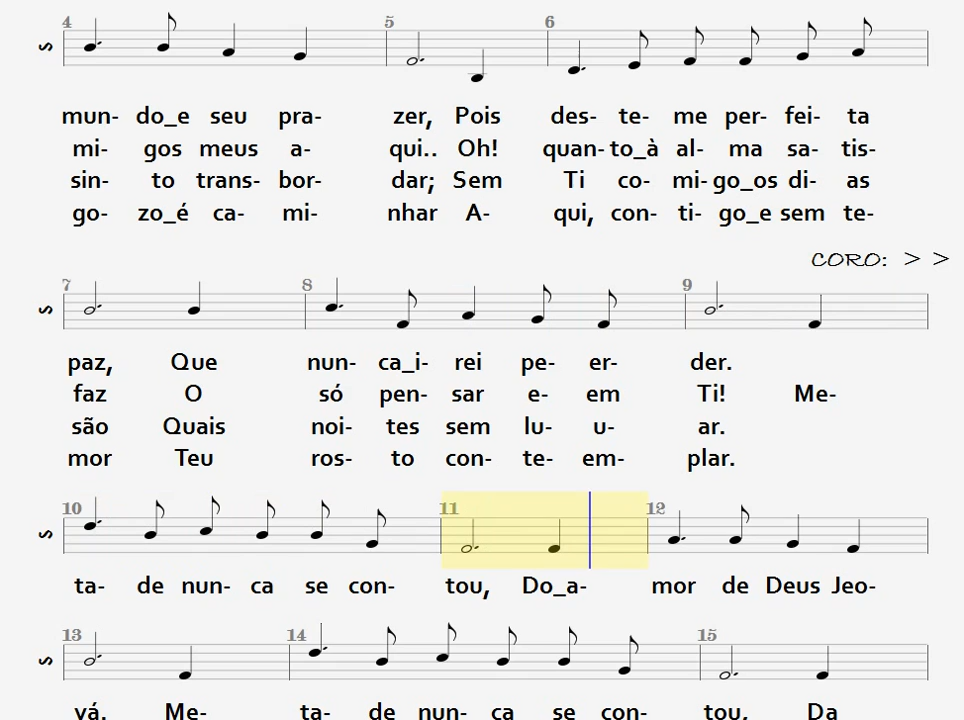 4 5 6
S
mun- do_e seu pra- zer, Pois des- te- me per- fei- ta
mi- gos meus a- qui.. Oh! quan- to_à al- ma sa- tis-
sin- to trans- bor- dar; Sem Ti co- mi- go_os di- as
go- zo_é ca- mi- nhar A- qui, con- ti- go_e sem te-
CORO: > >
7 8 9
S
paz, Que nun- ca_i- rei pe- er- der.
faz O só pen- sar e- em Ti! Me-
são Quais noi- tes sem lu- u- ar.
mor Teu ros- to con- te- em- plar.
10 11 12
S
ta- de nun- ca se con- tou, Do_a- mor de Deus Jeo-
13 14 15
S
vá. Me- ta- de nun- ca se con- tou, Da